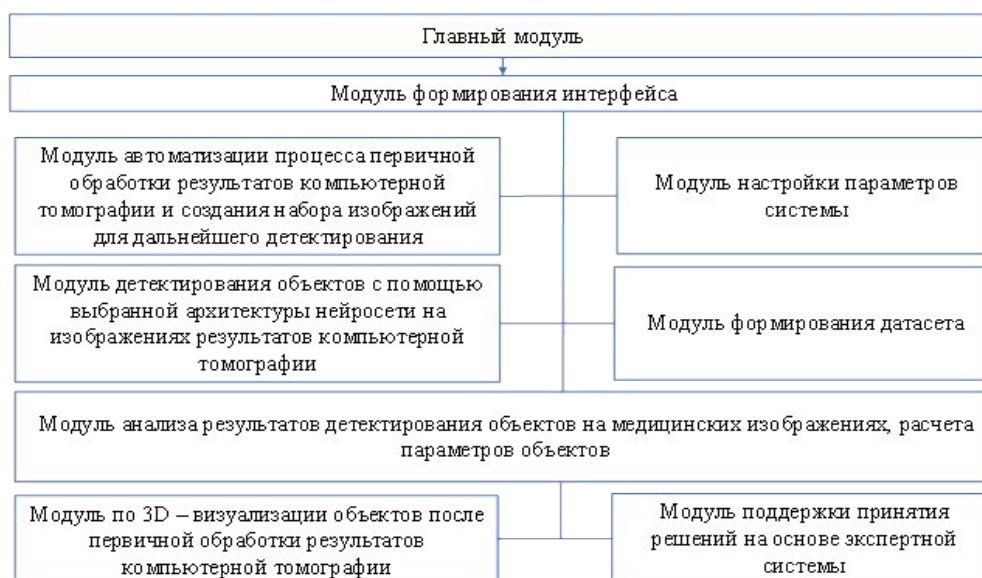 Главный модуль
Модуль формирования интерфейса
Модуль автоматизации процесса первичной
обработки результатов компьютерной
томографии и создания набора изображений
для дальнейшего детектирования
Модуль настройки параметров
системы
Модуль детектирования объектов с помощью
выбранной архитектуры нейросети на
изображениях результатов компьютерной
томографии
Модуль формирования датасета
Модуль анализа результатов детектирования объектов на медицинских изображениях, расчета
параметров объектов
Модуль по 3D – визуализации объектов после
первичной обработки результатов
компьютерной томографии
Модуль поддержки принятия
решений на основе экспертной
системы